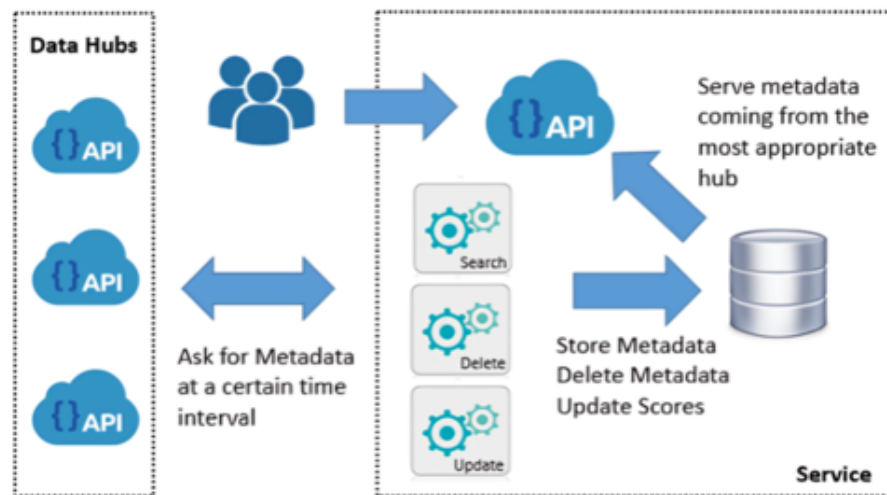 Data Hubs
{} API
{} API
{} API
Ask for Metadata
at a certain time
interval
{} API
Serve metadata
coming from the
most appropriate
hub
Search
Delete
Update
Store Metadata
Delete Metadata
Update Scores
Service